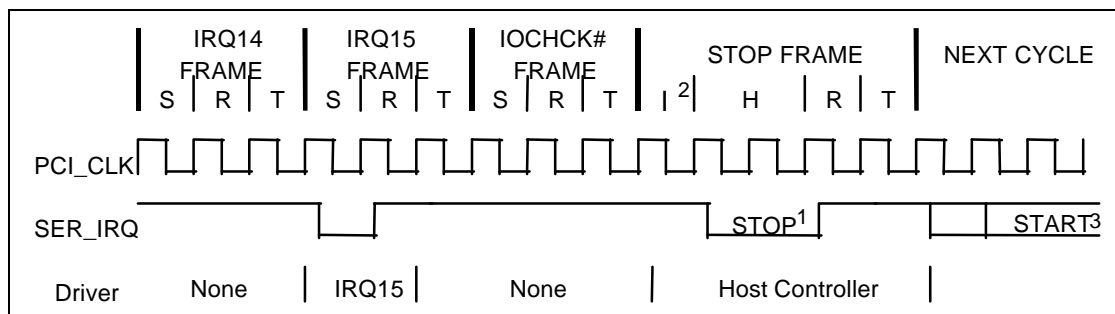 IRQ14 FRAME
IRQ15 FRAME
IOCHCK# FRAME
STOP FRAME
NEXT CYCLE
S R T S R T S R T I 2 H R T
PCI_CLK
SER_IRQ STOP1 START3
Driver None IRQ15 None Host Controller